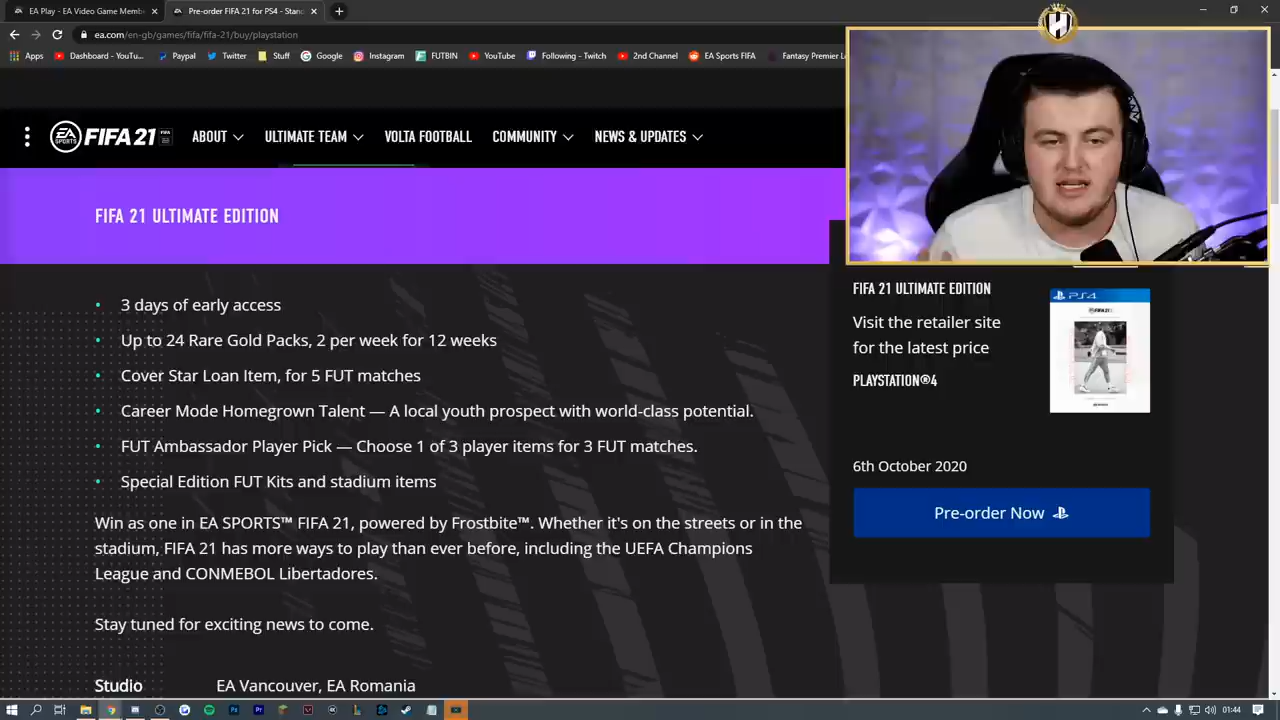 EA Play - EA Video Game Memb
Pre-order FIFA 21 for PS4 - Stan
ea.com/en-gb/games/fifa/fifa-21/buy/playstation
Apps
Dashboard - YouTu...
Paypal
Twitter
Stuff
Google
Instagram
FUTBIN
YouTube
Following - Twitch
2nd Channel
EA Sports FIFA
Fantasy Premier L
H
EA SPORTS FIFA 21
ABOUT
ULTIMATE TEAM
VOLTA FOOTBALL
COMMUNITY
NEWS & UPDATES
FIFA 21 ULTIMATE EDITION
• 3 days of early access
• Up to 24 Rare Gold Packs, 2 per week for 12 weeks
• Cover Star Loan Item, for 5 FUT matches
• Career Mode Homegrown Talent — A local youth prospect with world-class potential.
• FUT Ambassador Player Pick — Choose 1 of 3 player items for 3 FUT matches.
• Special Edition FUT Kits and stadium items
Win as one in EA SPORTS™ FIFA 21, powered by Frostbite™. Whether it's on the streets or in the
stadium, FIFA 21 has more ways to play than ever before, including the UEFA Champions
League and CONMEBOL Libertadores.
Stay tuned for exciting news to come.
Studio EA Vancouver, EA Romania
FIFA 21 ULTIMATE EDITION
Visit the retailer site
for the latest price
PLAYSTATION®4
PS4
FIFA 21
6th October 2020
Pre-order Now
01:44